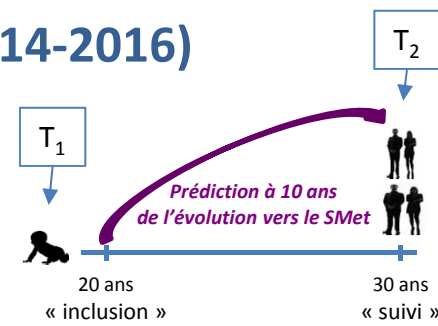 14-2016)
T2
T1
Prédiction à 10 ans
de l'évolution vers le SMet
20 ans
30 ans
« inclusion »
« suivi »